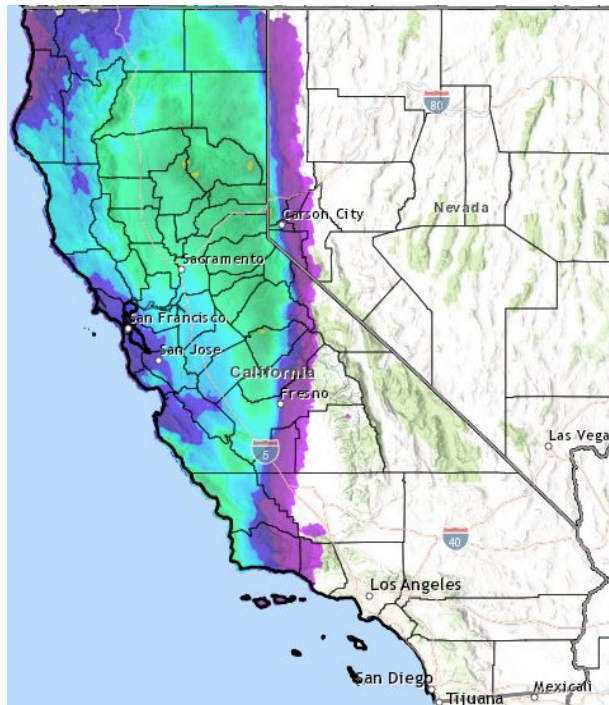 80
Nevada
Carson City
Sacramento
San Francisco
San Jose
California
Fresno
Las Vega
5
40
Los Angeles
San Diego
Mexicali
Tijuana